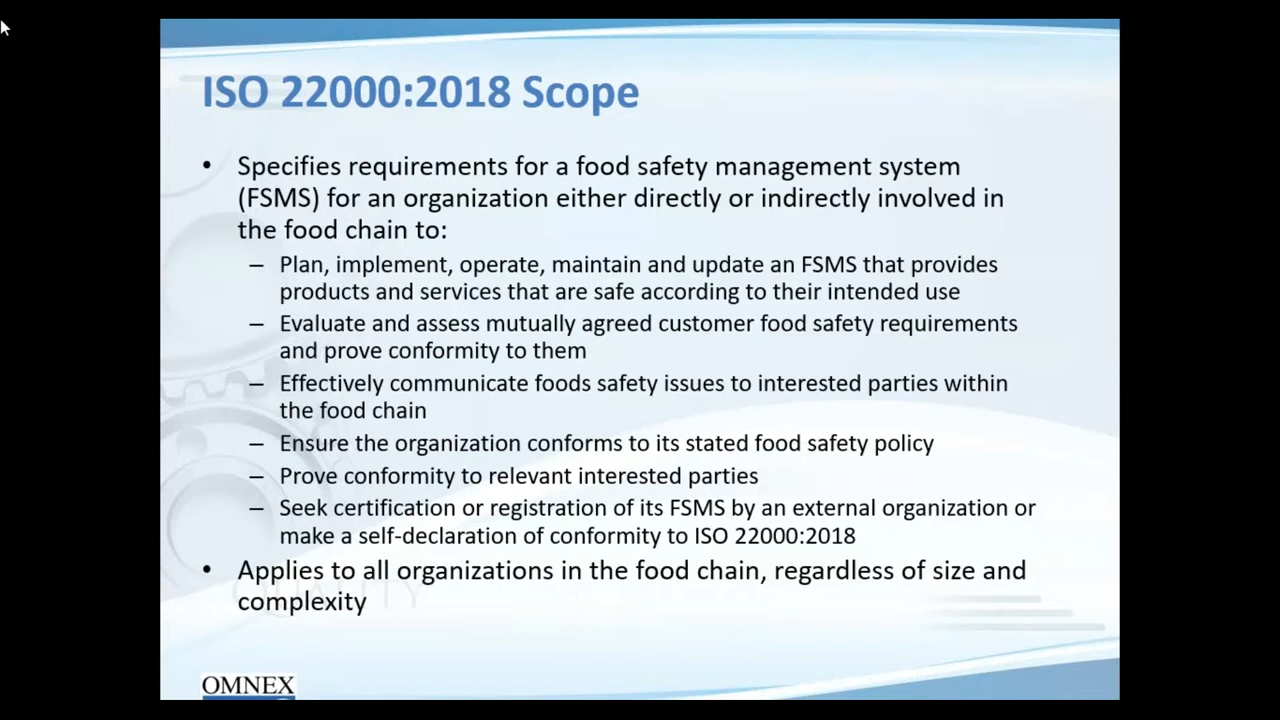 ISO 22000:2018 Scope
• Specifies requirements for a food safety management system
(FSMS) for an organization either directly or indirectly involved in
the food chain to:
– Plan, implement, operate, maintain and update an FSMS that provides
products and services that are safe according to their intended use
– Evaluate and assess mutually agreed customer food safety requirements
and prove conformity to them
– Effectively communicate foods safety issues to interested parties within
the food chain
– Ensure the organization conforms to its stated food safety policy
– Prove conformity to relevant interested parties
– Seek certification or registration of its FSMS by an external organization or
make a self-declaration of conformity to ISO 22000:2018
• Applies to all organizations in the food chain, regardless of size and
complexity
QUALITY
OMNEX